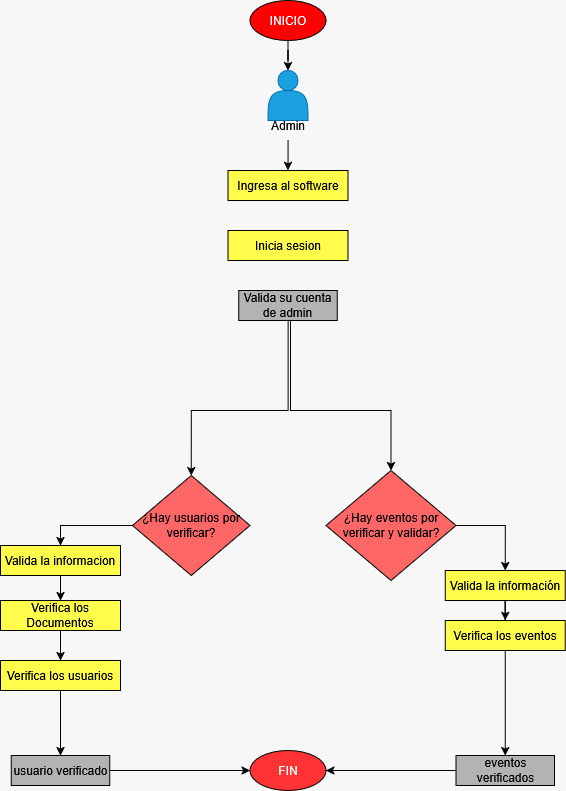 INICIO
Admin
Ingresa al software
Inicia sesion
Valida su cuenta
de admin
¿Hay usuarios por
verificar?
¿Hay eventos por
verificar y validar?
Valida la informacion
Valida la información
Verifica los
Documentos
Verifica los eventos
Verifica los usuarios
usuario verificado
FIN
eventos
verificados